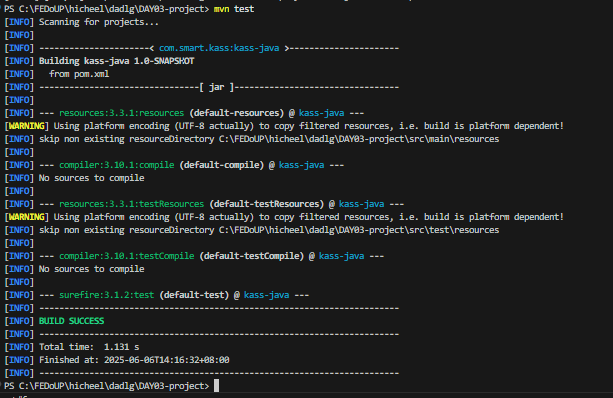 PS C:\FEDoUP\hicheel\dadlg\DAY03-project> mvn test
[INFO] Scanning for projects...
[INFO]
[INFO] ---------------------< com.smart.kass:kass-java >---------------------
[INFO] Building kass-java 1.0-SNAPSHOT
[INFO]   from pom.xml
[INFO] --------------------------------[ jar ]---------------------------------
[INFO]
[INFO] --- resources:3.3.1:resources (default-resources) @ kass-java ---
[WARNING] Using platform encoding (UTF-8 actually) to copy filtered resources, i.e. build is platform dependent!
[INFO] skip non existing resourceDirectory C:\FEDoUP\hicheel\dadlg\DAY03-project\src\main\resources
[INFO]
[INFO] --- compiler:3.10.1:compile (default-compile) @ kass-java ---
[INFO] No sources to compile
[INFO]
[INFO] --- resources:3.3.1:testResources (default-testResources) @ kass-java ---
[WARNING] Using platform encoding (UTF-8 actually) to copy filtered resources, i.e. build is platform dependent!
[INFO] skip non existing resourceDirectory C:\FEDoUP\hicheel\dadlg\DAY03-project\src\test\resources
[INFO]
[INFO] --- compiler:3.10.1:testCompile (default-testCompile) @ kass-java ---
[INFO] No sources to compile
[INFO]
[INFO] --- surefire:3.1.2:test (default-test) @ kass-java ---
[INFO] ------------------------------------------------------------------------
[INFO] BUILD SUCCESS
[INFO] ------------------------------------------------------------------------
[INFO] Total time:  1.131 s
[INFO] Finished at: 2025-06-06T14:16:32+08:00
[INFO] ------------------------------------------------------------------------
PS C:\FEDoUP\hicheel\dadlg\DAY03-project>